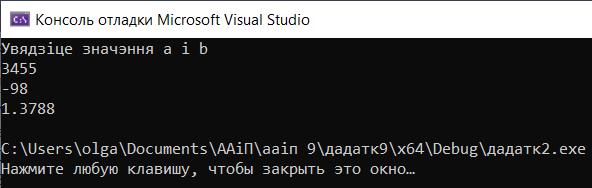 Консоль отладки Microsoft Visual Studio
Увядзіце значэння a і b
3455
-98
1.3788
C:\Users\olga\Documents\ААіП\ааіп 9\дадатк9\x64\Debug\дадатк2.exe
Нажмите любую клавишу, чтобы закрыть это окно…